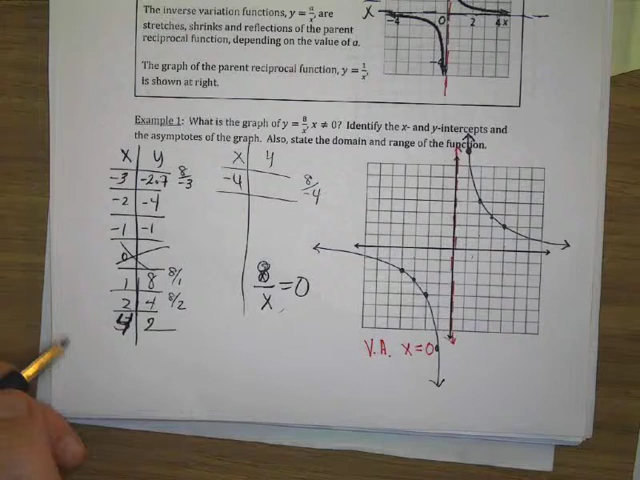 The inverse variation functions, y = a/x, are
stretches, shrinks and reflections of the parent
reciprocal function, depending on the value of a.
The graph of the parent reciprocal function, y = 1/x,
is shown at right.
x
-4
0
2
4x
Example 1: What is the graph of y = 8/x, x ≠ 0? Identify the x- and y-intercepts and
the asymptotes of the graph. Also, state the domain and range of the function.
x y
-3 -2.7 8/-3
-2 -4
-1 -1
0
1 8 8/1
2 4 8/2
4 2
x y
-4 8/-4
8/x = 0
V.A. x=0